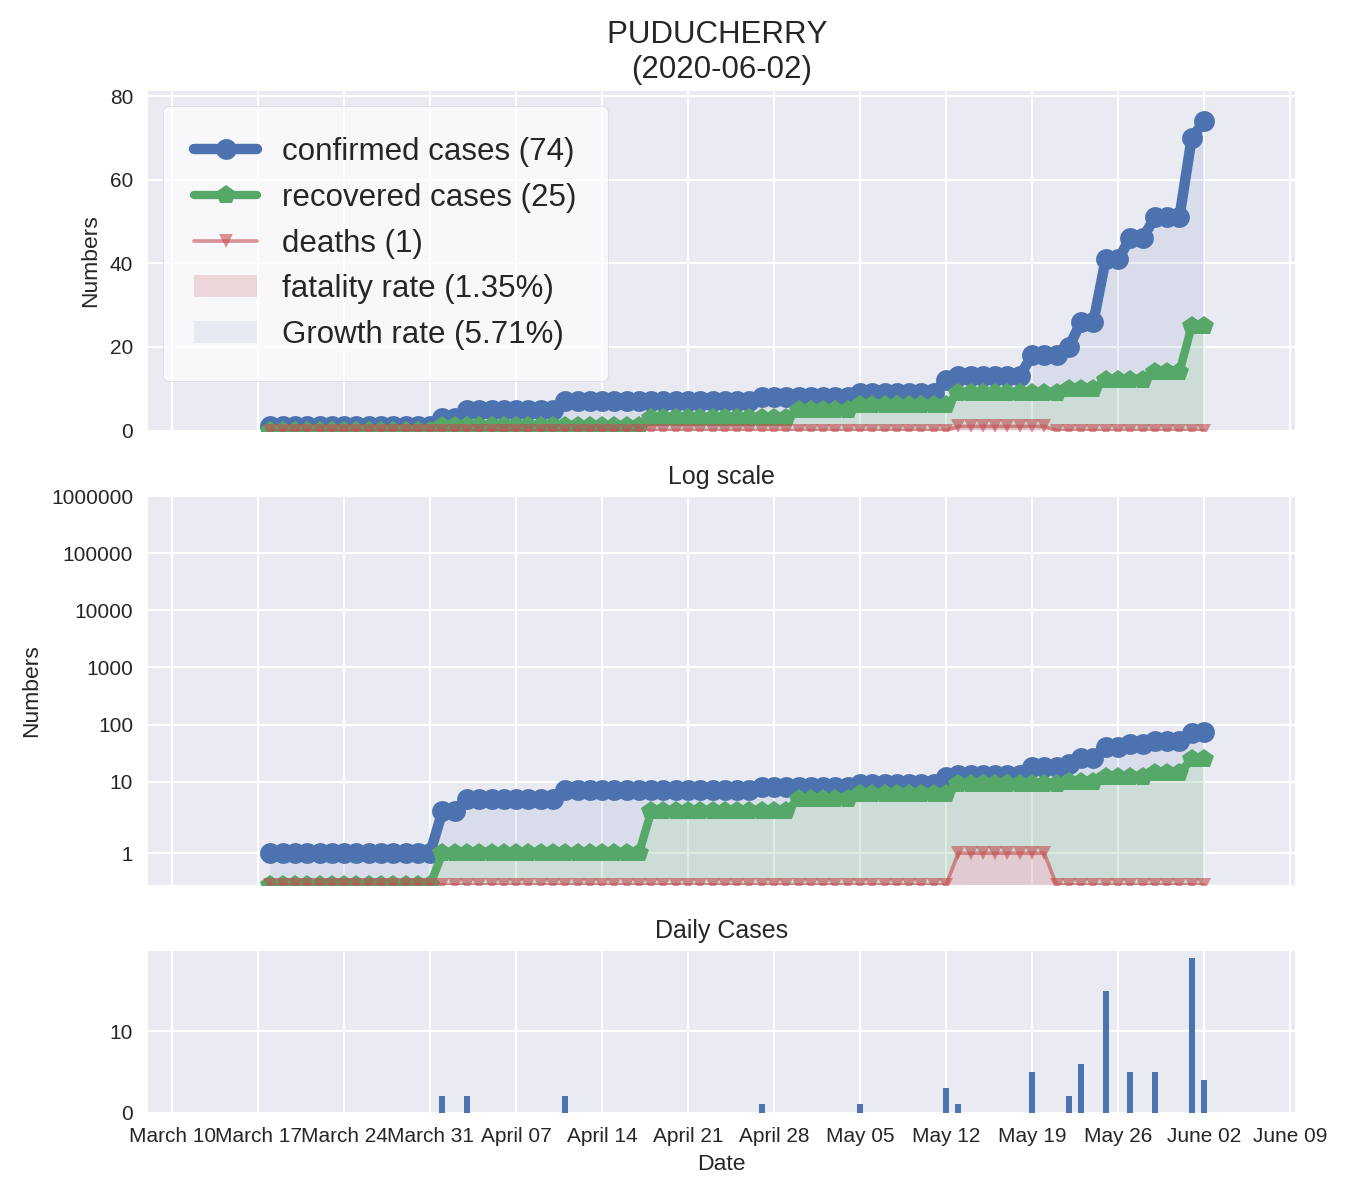 PUDUCHERRY
(2020-06-02)
80
60
40
20
0
Numbers
confirmed cases (74)
recovered cases (25)
deaths (1)
fatality rate (1.35%)
Growth rate (5.71%)
Log scale
1000000
100000
10000
1000
100
10
1
Numbers
Daily Cases
10
0
March 10 March 17 March 24 March 31 April 07 April 14 April 21 April 28 May 05 May 12 May 19 May 26 June 02 June 09
Date